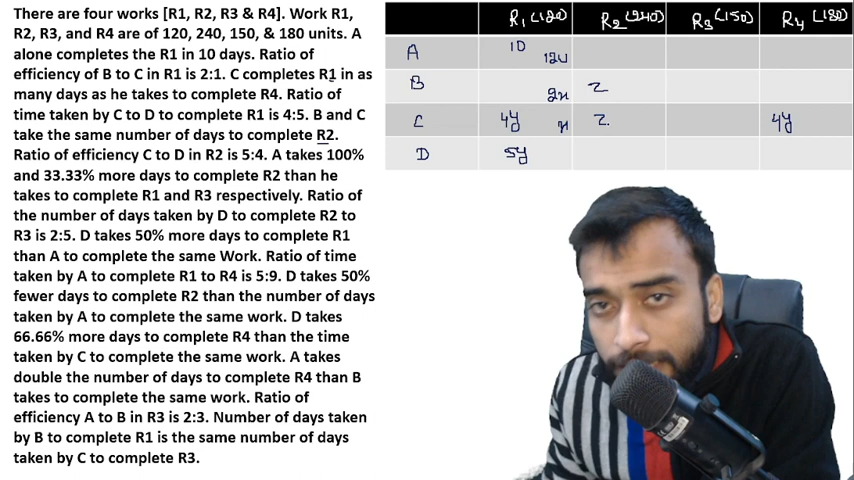 There are four works [R1, R2, R3 & R4]. Work R1,
R2, R3, and R4 are of 120, 240, 150, & 180 units. A
alone completes the R1 in 10 days. Ratio of
efficiency of B to C in R1 is 2:1. C completes R1 in as
many days as he takes to complete R4. Ratio of
time taken by C to D to complete R1 is 4:5. B and C
take the same number of days to complete R2.
Ratio of efficiency C to D in R2 is 5:4. A takes 100%
and 33.33% more days to complete R2 than he
takes to complete R1 and R3 respectively. Ratio of
the number of days taken by D to complete R2 to
R3 is 2:5. D takes 50% more days to complete R1
than A to complete the same Work. Ratio of time
taken by A to complete R1 to R4 is 5:9. D takes 50%
fewer days to complete R2 than the number of days
taken by A to complete the same work. D takes
66.66% more days to complete R4 than the time
taken by C to complete the same work. A takes
double the number of days to complete R4 than B
takes to complete the same work. Ratio of
efficiency A to B in R3 is 2:3. Number of days taken
by B to complete R1 is the same number of days
taken by C to complete R3.
R1 (120) R2 (240) R3 (150) R4 (180)
A 10 12u
B 2x z
C 4y x z 4y
D 5y